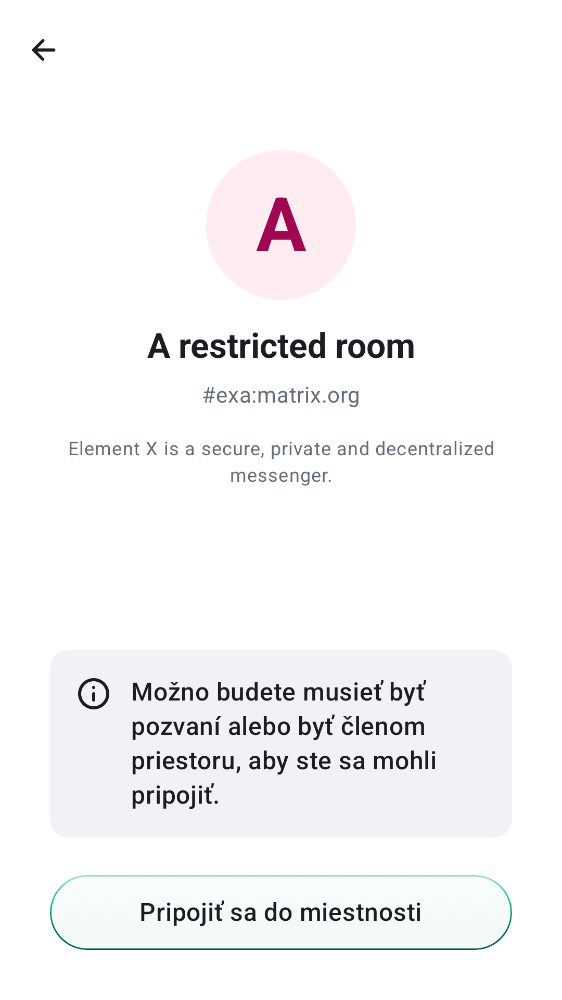 A
A restricted room
#exa:matrix.org
Element X is a secure, private and decentralized
messenger.
Možno budete musieť byť
pozvaní alebo byť členom
priestoru, aby ste sa mohli
pripojiť.
Pripojiť sa do miestnosti